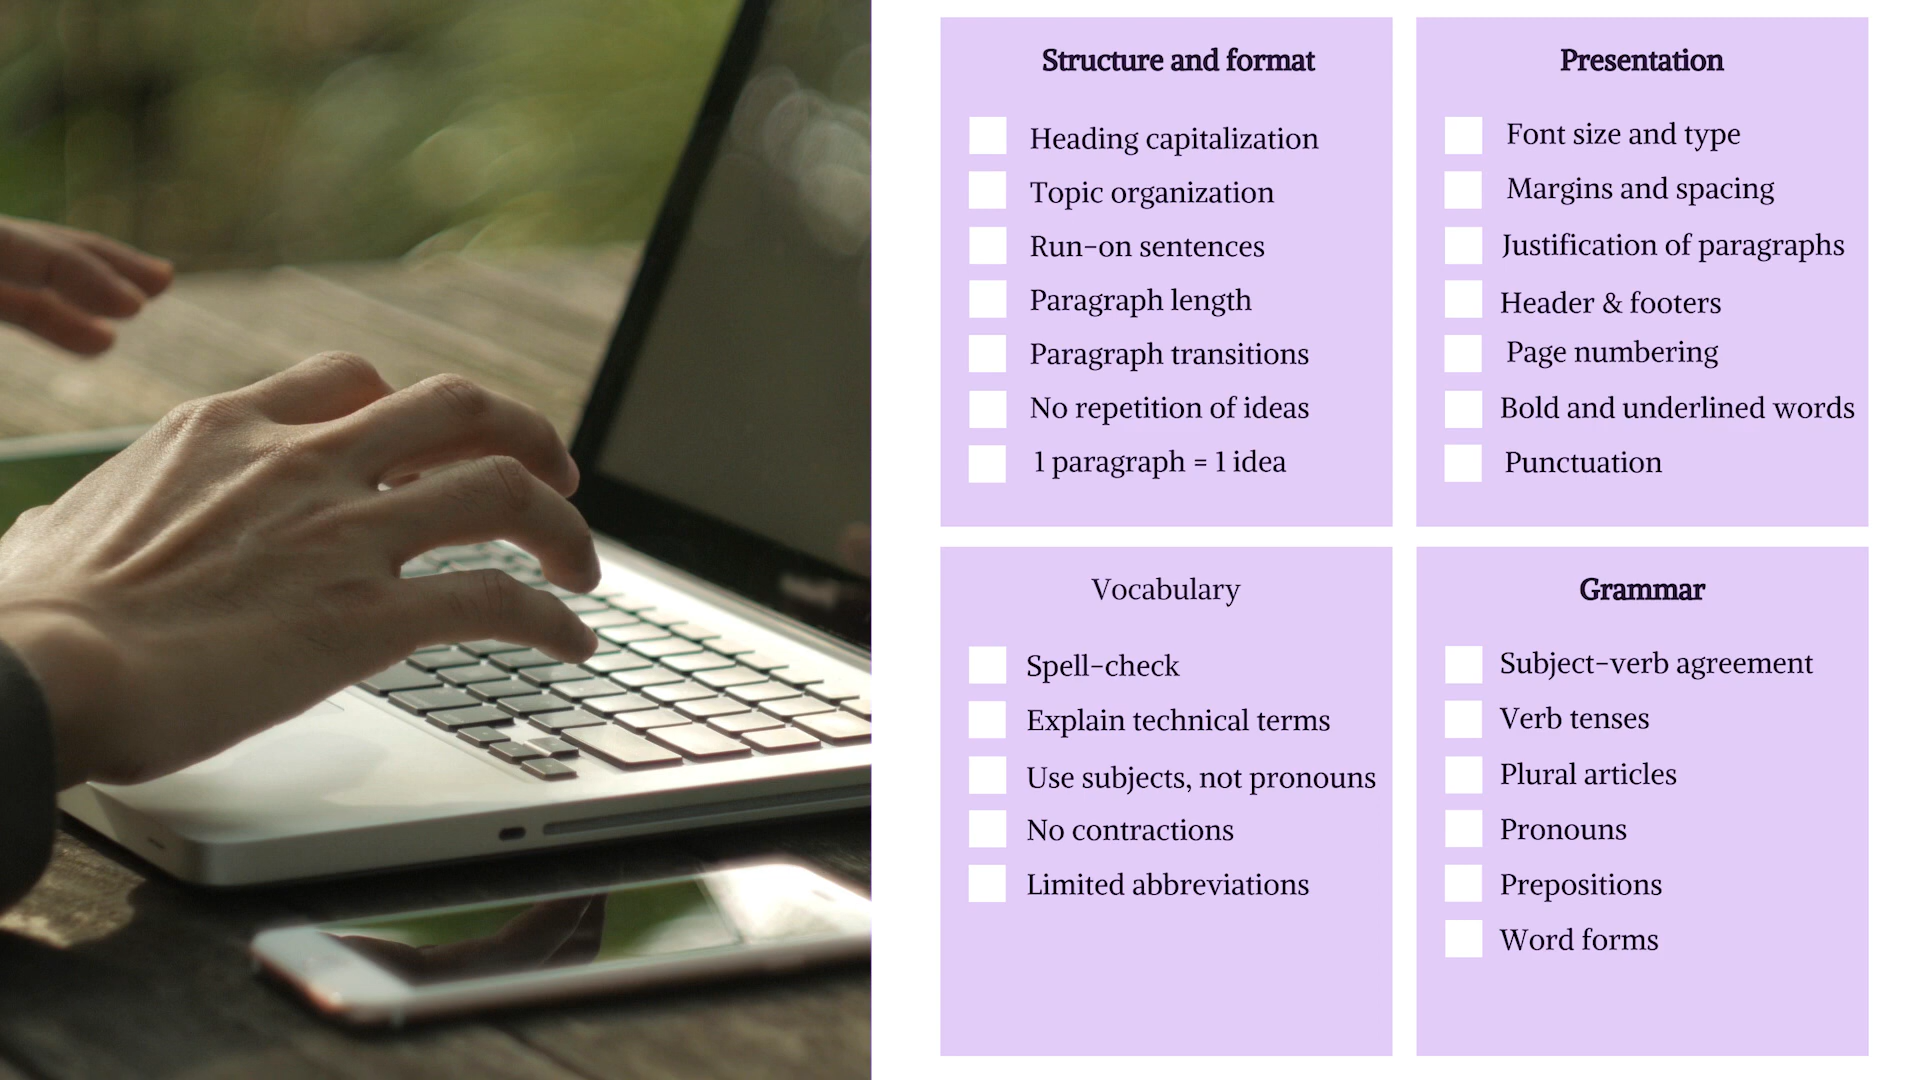 Structure and format
Heading capitalization
Topic organization
Run-on sentences
Paragraph length
Paragraph transitions
No repetition of ideas
1 paragraph = 1 idea
Presentation
Font size and type
Margins and spacing
Justification of paragraphs
Header & footers
Page numbering
Bold and underlined words
Punctuation
Vocabulary
Spell-check
Explain technical terms
Use subjects, not pronouns
No contractions
Limited abbreviations
Grammar
Subject-verb agreement
Verb tenses
Plural articles
Pronouns
Prepositions
Word forms